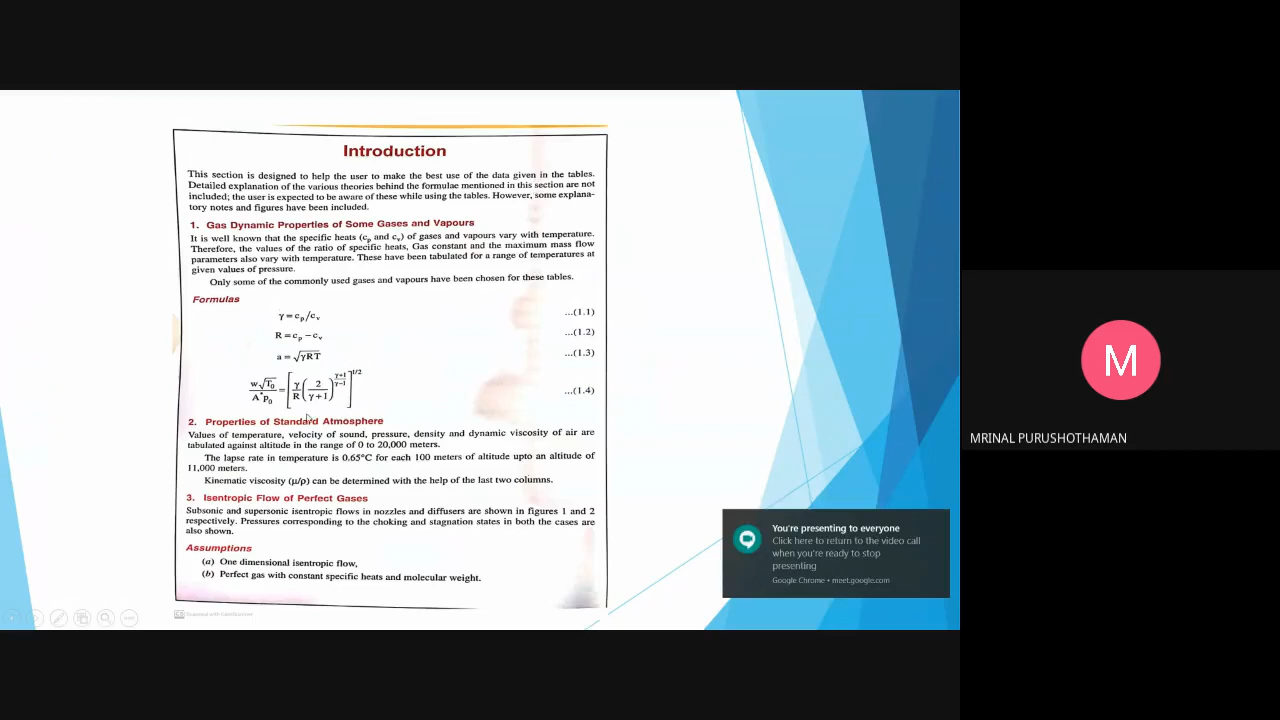 Introduction
This section is designed to help the user to make the best use of the data given in the tables.
Detailed explanation of the various theories behind the formulae mentioned in this section are not
included; the user is expected to be aware of these while using the tables. However, some explana-
tory notes and figures have been included.
1. Gas Dynamic Properties of Some Gases and Vapours
It is well known that the specific heats (cp and cv) of gases and vapours vary with temperature.
Therefore, the values of the ratio of specific heats, Gas constant and the maximum mass flow
parameters also vary with temperature. These have been tabulated for a range of temperatures at
given values of pressure.
Only some of the commonly used gases and vapours have been chosen for these tables.
Formulas
γ = cp/cv ...(1.1)
R = cp – cv ...(1.2)
a = √γRT ...(1.3)
w√T0 / A*p0 = [γ/R (2/γ+1)^(γ+1/γ–1)]^1/2 ...(1.4)
2. Properties of Standard Atmosphere
Values of temperature, velocity of sound, pressure, density and dynamic viscosity of air are
tabulated against altitude in the range of 0 to 20,000 meters.
The lapse rate in temperature is 0.65°C for each 100 meters of altitude upto an altitude of
11,000 meters.
Kinematic viscosity (μ/ρ) can be determined with the help of the last two columns.
3. Isentropic Flow of Perfect Gases
Subsonic and supersonic isentropic flows in nozzles and diffusers are shown in figures 1 and 2
respectively. Pressures corresponding to the choking and stagnation states in both the cases are
also shown.
Assumptions
(a) One dimensional isentropic flow,
(b) Perfect gas with constant specific heats and molecular weight.
CS Scanned with CamScanner
M
MRINAL PURUSHOTHAMAN
You're presenting to everyone
Click here to return to the video call
when you're ready to stop
presenting
Google Chrome • meet.google.com